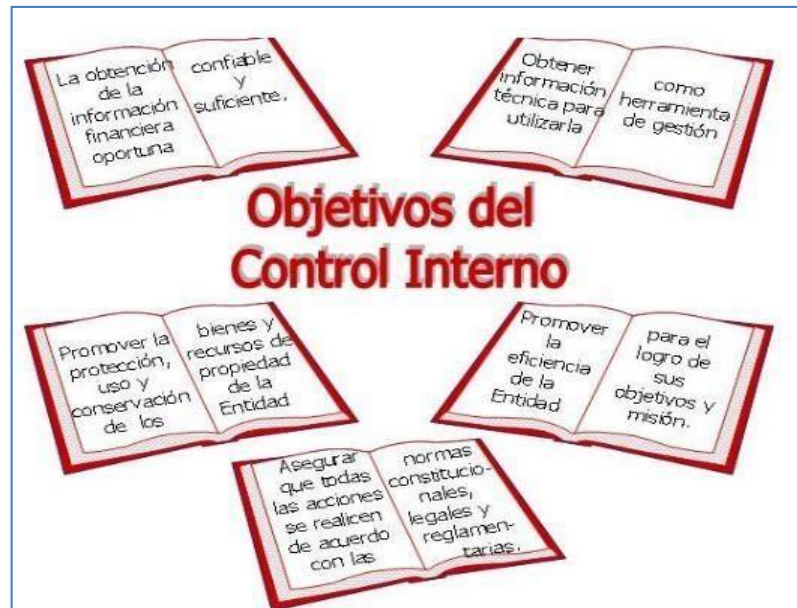 La obtención
de la
información
financiera
oportuna
confiable
y
suficiente.
Obtener
información
técnica para
utilizarla
como
herramienta
de gestión
Objetivos del
Control Interno
Promover la
protección,
uso y
conservación
de los
bienes y
recursos de
propiedad
de la
Entidad
Promover
la
eficiencia
de la
Entidad
para el
logro de
sus
objetivos y
misión.
Asegurar
que todas
las acciones
se realicen
de acuerdo
con las
normas
constitucio-
nales,
legales y
reglamen-
tarias.